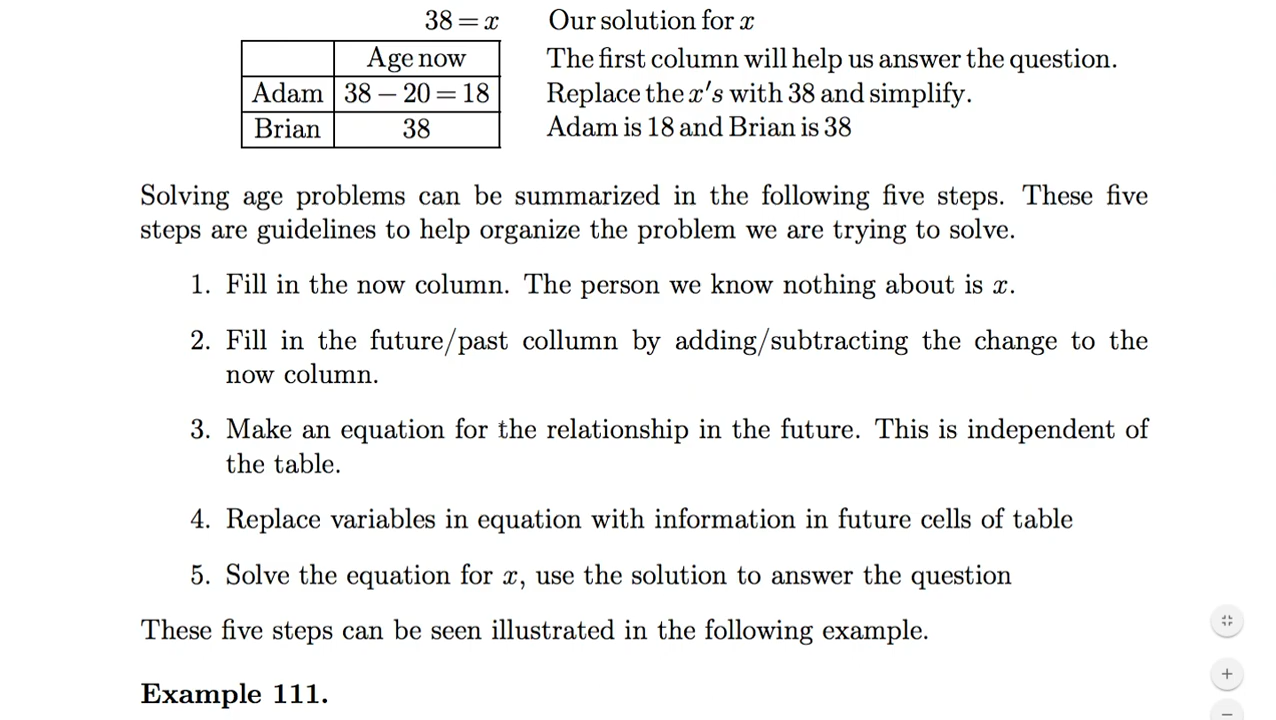 38 = x Our solution for x
Age now The first column will help us answer the question.
Adam 38 − 20 = 18 Replace the x's with 38 and simplify.
Brian 38 Adam is 18 and Brian is 38
Solving age problems can be summarized in the following five steps. These five
steps are guidelines to help organize the problem we are trying to solve.
1. Fill in the now column. The person we know nothing about is x.
2. Fill in the future/past collumn by adding/subtracting the change to the
now column.
3. Make an equation for the relationship in the future. This is independent of
the table.
4. Replace variables in equation with information in future cells of table
5. Solve the equation for x, use the solution to answer the question
These five steps can be seen illustrated in the following example.
Example 111.